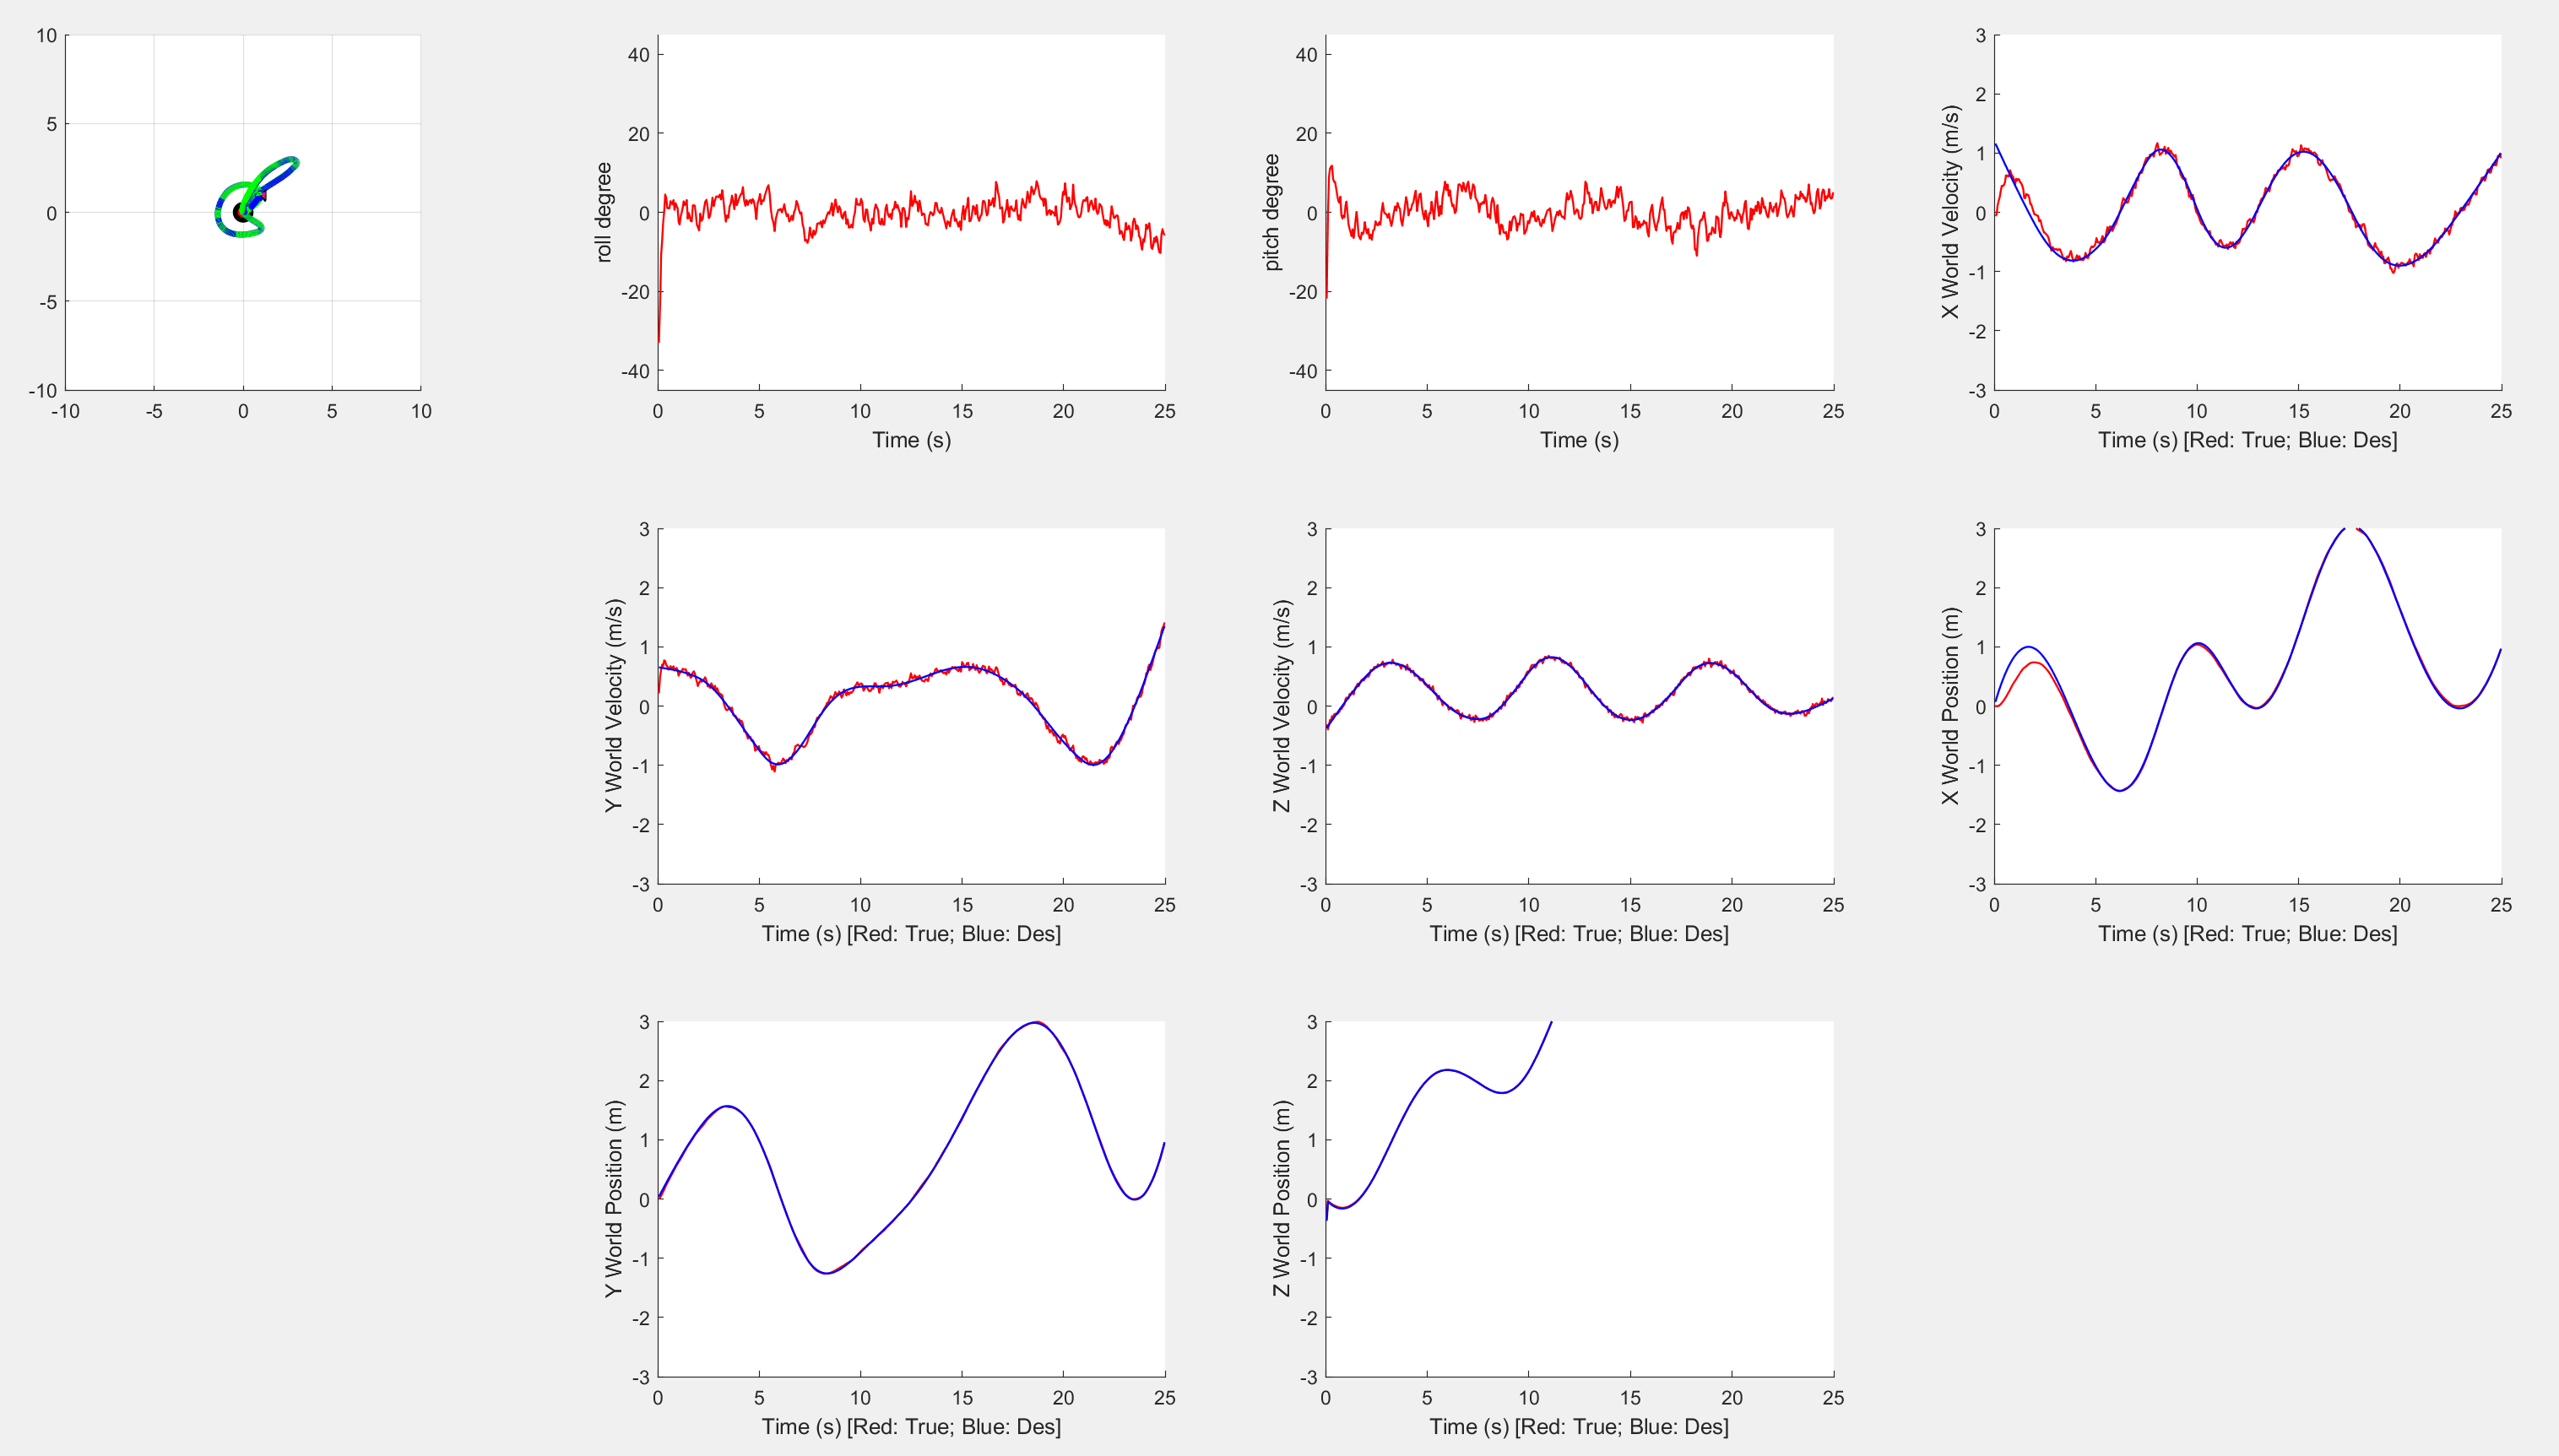 10
5
0
-5
-10
-10 -5 0 5 10
roll degree
40
20
0
-20
-40
0 5 10 15 20 25
Time (s)
pitch degree
40
20
0
-20
-40
0 5 10 15 20 25
Time (s)
X World Velocity (m/s)
3
2
1
0
-1
-2
-3
0 5 10 15 20 25
Time (s) [Red: True; Blue: Des]
Y World Velocity (m/s)
3
2
1
0
-1
-2
-3
0 5 10 15 20 25
Time (s) [Red: True; Blue: Des]
Z World Velocity (m/s)
3
2
1
0
-1
-2
-3
0 5 10 15 20 25
Time (s) [Red: True; Blue: Des]
X World Position (m)
3
2
1
0
-1
-2
-3
0 5 10 15 20 25
Time (s) [Red: True; Blue: Des]
Y World Position (m)
3
2
1
0
-1
-2
-3
0 5 10 15 20 25
Time (s) [Red: True; Blue: Des]
Z World Position (m)
3
2
1
0
-1
-2
-3
0 5 10 15 20 25
Time (s) [Red: True; Blue: Des]